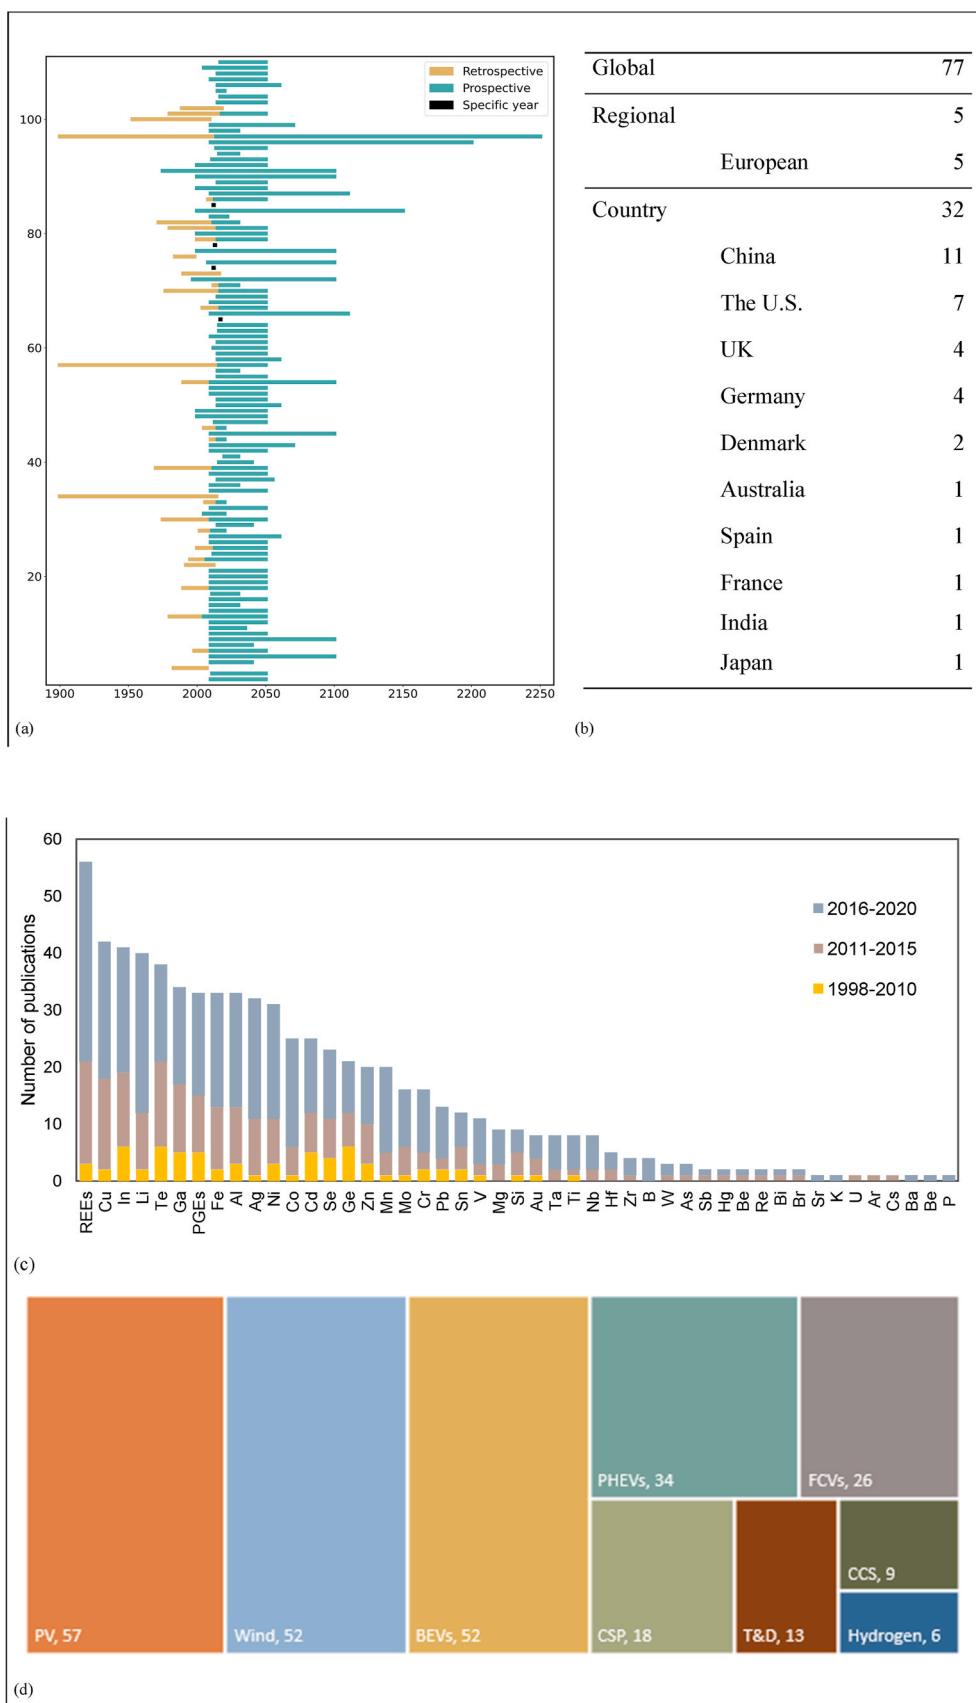 Retrospective
Prospective
Specific year
100
80
60
40
20
1900 1950 2000 2050 2100 2150 2200 2250
(a)
Global 77
Regional 5
European 5
Country 32
China 11
The U.S. 7
UK 4
Germany 4
Denmark 2
Australia 1
Spain 1
France 1
India 1
Japan 1
(b)
Number of publications
60
50
40
30
20
10
0
2016-2020
2011-2015
1998-2010
REEs Cu In Li Te Ga PGEs Fe Al Ag Ni Co Cd Se Ge Zn Mn Mo Cr Pb Sn V Mg Si Au Ta Ti Nb Hf Zr B W As Sb Hg Be Re Bi Br Sr K U Ar Cs Ba Be P
(c)
PHEVs, 34 FCVs, 26
CCS, 9
PV, 57 Wind, 52 BEVs, 52 CSP, 18 T&D, 13 Hydrogen, 6
(d)